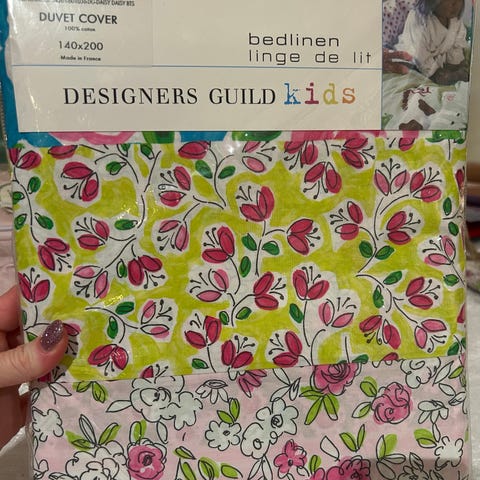 DUVET COVER
100% cotton
140x200
Made in France
bedlinen
linge de lit
DESIGNERS GUILD kids